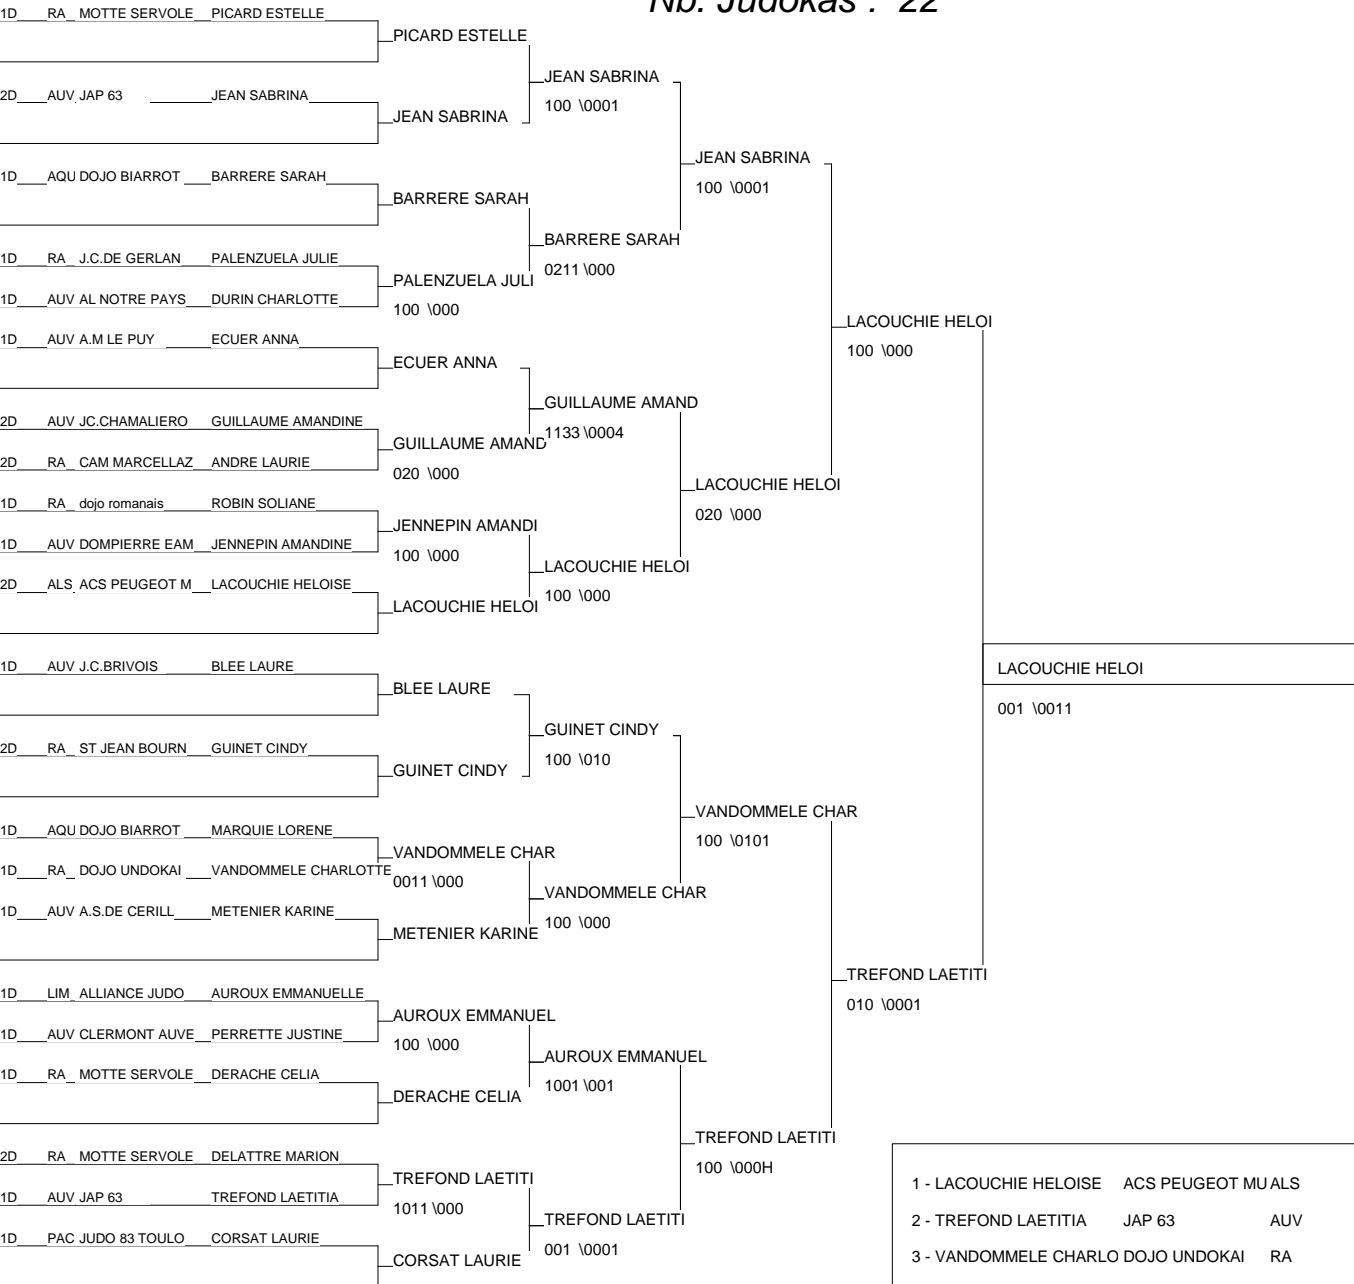 Nb. Judokas : 22
1D RA MOTTE SERVOLE PICARD ESTELLE
PICARD ESTELLE
JEAN SABRINA
100 \0001
2D AUV JAP 63 JEAN SABRINA
JEAN SABRINA
JEAN SABRINA
100 \0001
1D AQU DOJO BIARROT BARRERE SARAH
BARRERE SARAH
BARRERE SARAH
0211 \000
1D RA J.C.DE GERLAN PALENZUELA JULIE
PALENZUELA JULI
100 \000
1D AUV AL NOTRE PAYS DURIN CHARLOTTE
LACOUCHIE HELOI
100 \000
1D AUV A.M LE PUY ECUER ANNA
ECUER ANNA
GUILLAUME AMAND
1133 \0004
2D AUV JC.CHAMALIERO GUILLAUME AMANDINE
GUILLAUME AMAND
020 \000
2D RA CAM MARCELLAZ ANDRE LAURIE
LACOUCHIE HELOI
020 \000
1D RA dojo romanais ROBIN SOLIANE
JENNEPIN AMANDI
100 \000
1D AUV DOMPIERRE EAM JENNEPIN AMANDINE
LACOUCHIE HELOI
100 \000
2D ALS ACS PEUGEOT M LACOUCHIE HELOISE
LACOUCHIE HELOI
1D AUV J.C.BRIVOIS BLEE LAURE
LACOUCHIE HELOI
001 \0011
BLEE LAURE
GUINET CINDY
100 \010
2D RA ST JEAN BOURN GUINET CINDY
GUINET CINDY
VANDOMMELE CHAR
100 \0101
1D AQU DOJO BIARROT MARQUIE LORENE
VANDOMMELE CHAR
0011 \000
1D RA DOJO UNDOKAI VANDOMMELE CHARLOTTE
VANDOMMELE CHAR
100 \000
1D AUV A.S.DE CERILL METENIER KARINE
METENIER KARINE
TREFOND LAETITI
010 \0001
1D LIM ALLIANCE JUDO AUROUX EMMANUELLE
AUROUX EMMANUEL
100 \000
1D AUV CLERMONT AUVE PERRETTE JUSTINE
AUROUX EMMANUEL
1001 \001
1D RA MOTTE SERVOLE DERACHE CELIA
DERACHE CELIA
TREFOND LAETITI
100 \000H
2D RA MOTTE SERVOLE DELATTRE MARION
TREFOND LAETITI
1011 \000
1D AUV JAP 63 TREFOND LAETITIA
TREFOND LAETITI
001 \0001
1D PAC JUDO 83 TOULO CORSAT LAURIE
CORSAT LAURIE
1 - LACOUCHIE HELOISE ACS PEUGEOT MU ALS
2 - TREFOND LAETITIA JAP 63 AUV
3 - VANDOMMELE CHARLO DOJO UNDOKAI RA